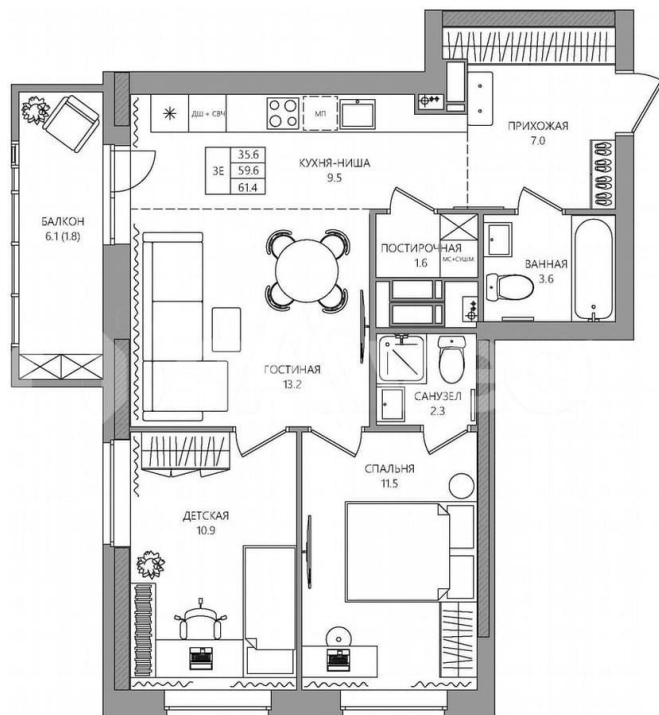 ПРИХОЖАЯ
7.0
ДШ + СВЧ
МП
3Е
35.6
59.6
61.4
КУХНЯ-НИША
9.5
БАЛКОН
6.1 (1.8)
ПОСТИРОЧНАЯ
1.6
МС+СУШМ.
ВАННАЯ
3.6
ГОСТИНАЯ
13.2
САНУЗЕЛ
2.3
СПАЛЬНЯ
11.5
ДЕТСКАЯ
10.9